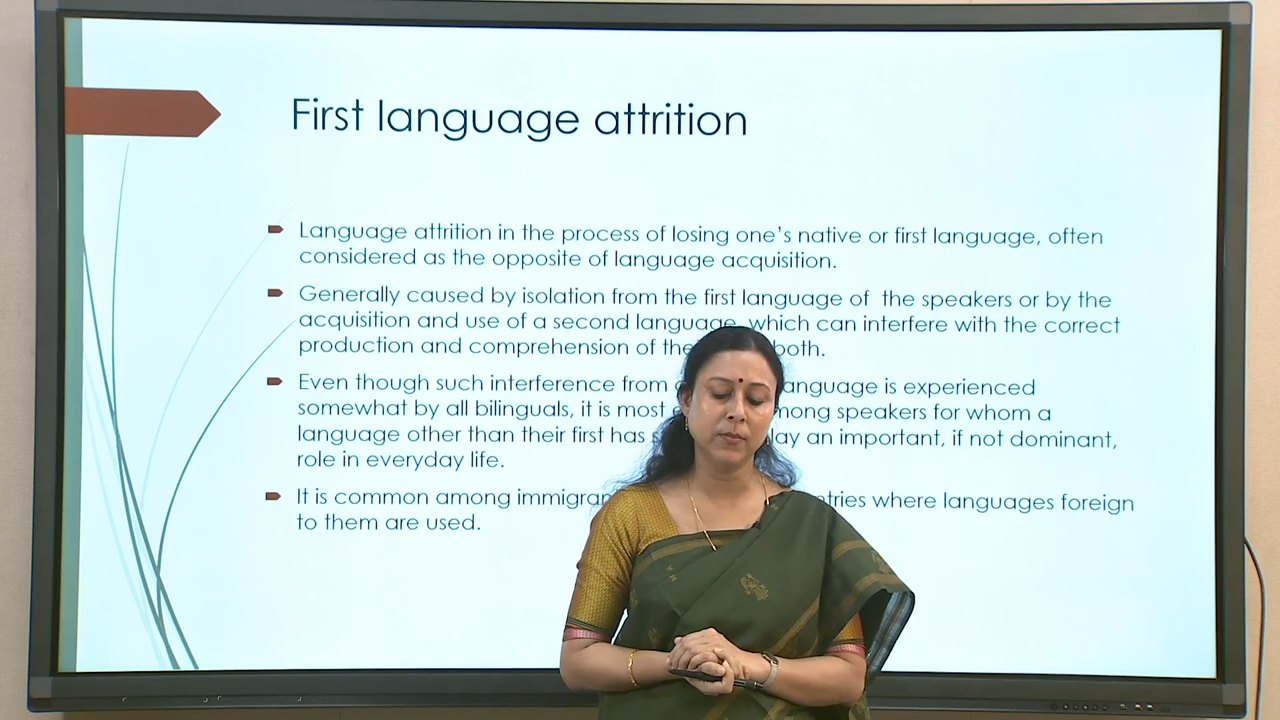 First language attrition
Language attrition in the process of losing one's native or first language, often
considered as the opposite of language acquisition.
Generally caused by isolation from the first language of the speakers or by the
acquisition and use of a second language, which can interfere with the correct
production and comprehension of the both.
Even though such interference from language is experienced
somewhat by all bilinguals, it is most among speakers for whom a
language other than their first has an important, if not dominant,
role in everyday life.
It is common among where languages foreign
to them are used.